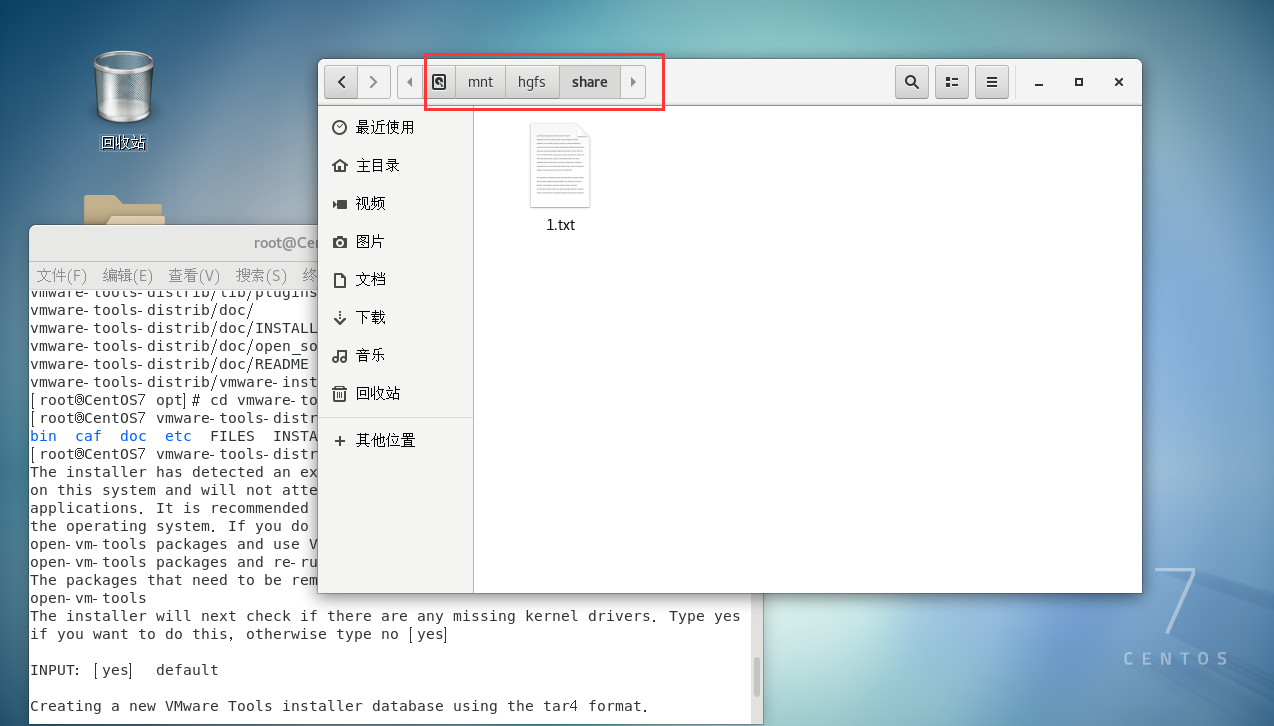 回收站
mnt hgfs share
最近使用
主目录
视频
图片
文档
下载
音乐
回收站
其他位置
1.txt
root@Ce
文件(F) 编辑(E) 查看(V) 搜索(S) 终
vmware-tools-distrib/lib/plugins
vmware-tools-distrib/doc/
vmware-tools-distrib/doc/INSTALL
vmware-tools-distrib/doc/open_so
vmware-tools-distrib/doc/README
vmware-tools-distrib/vmware-inst
[root@CentOS7 opt]# cd vmware-to
[root@CentOS7 vmware-tools-distr
bin caf doc etc FILES INSTA
[root@CentOS7 vmware-tools-distr
The installer has detected an ex
on this system and will not atte
applications. It is recommended
the operating system. If you do
open-vm-tools packages and use V
open-vm-tools packages and re-ru
The packages that need to be rem
open-vm-tools
The installer will next check if there are any missing kernel drivers. Type yes
if you want to do this, otherwise type no [yes]
INPUT: [yes] default
Creating a new VMware Tools installer database using the tar4 format.
7
CENTOS